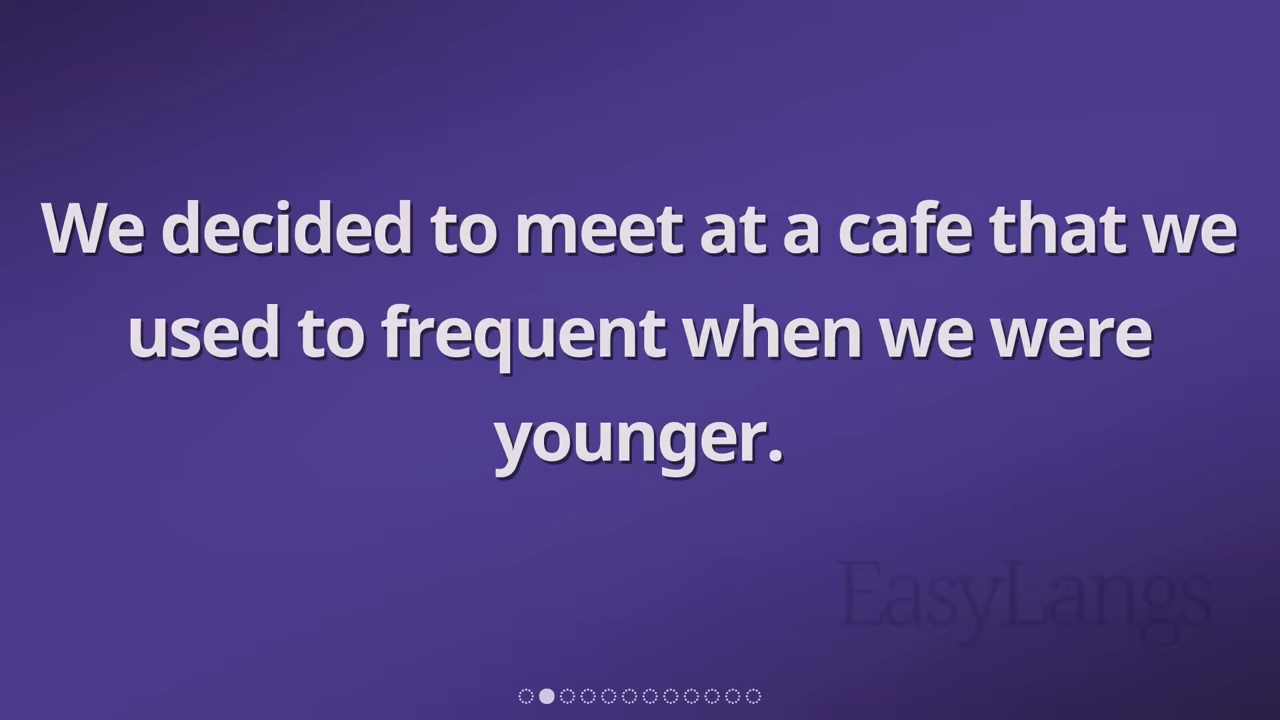 We decided to meet at a cafe that we
used to frequent when we were
younger.
EasyLangs